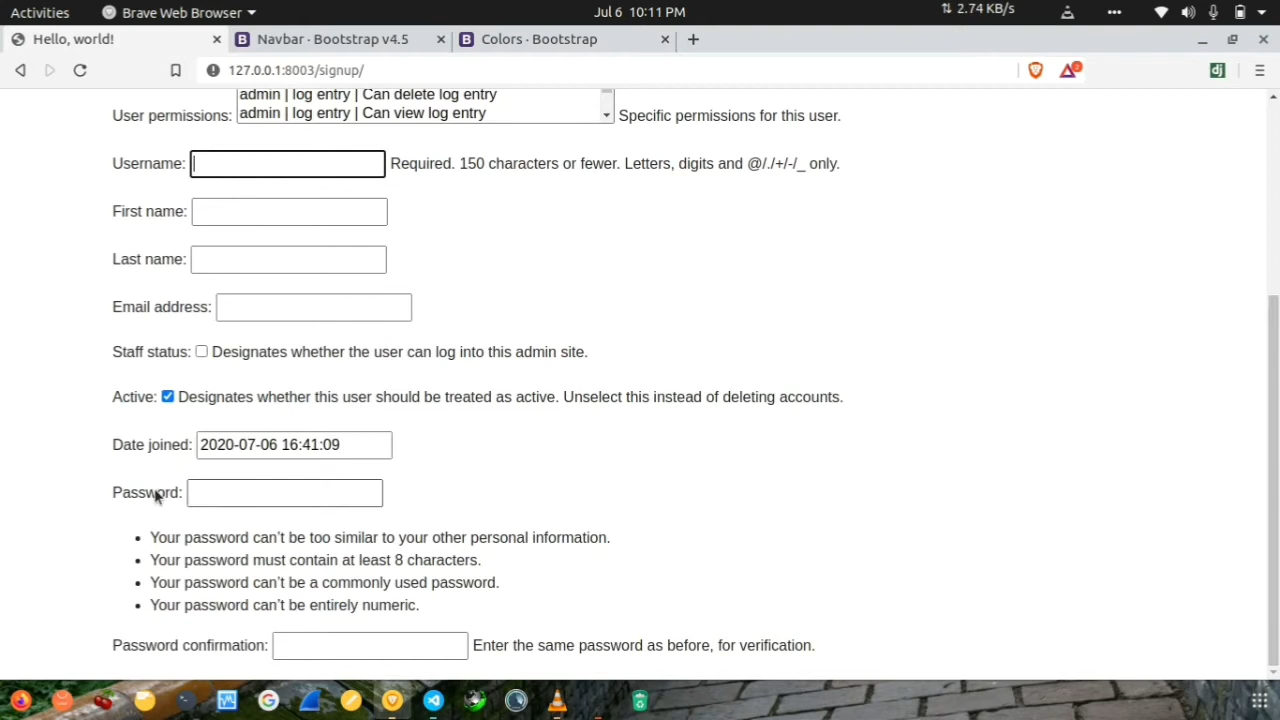 Activities Brave Web Browser Jul 6 10:11 PM 2.74 KB/s
Hello, world! Navbar · Bootstrap v4.5 Colors · Bootstrap
127.0.0.1:8003/signup/
admin | log entry | Can delete log entry
admin | log entry | Can view log entry
User permissions: Specific permissions for this user.
Username: Required. 150 characters or fewer. Letters, digits and @/./+/-/_ only.
First name:
Last name:
Email address:
Staff status: Designates whether the user can log into this admin site.
Active: Designates whether this user should be treated as active. Unselect this instead of deleting accounts.
Date joined: 2020-07-06 16:41:09
Password:
• Your password can't be too similar to your other personal information.
• Your password must contain at least 8 characters.
• Your password can't be a commonly used password.
• Your password can't be entirely numeric.
Password confirmation: Enter the same password as before, for verification.